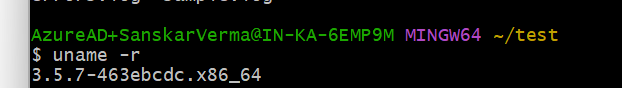 AzureAD+SanskarVerma@IN-KA-6EMP9M MINGW64 ~/test
$ uname -r
3.5.7-463ebcdc.x86_64